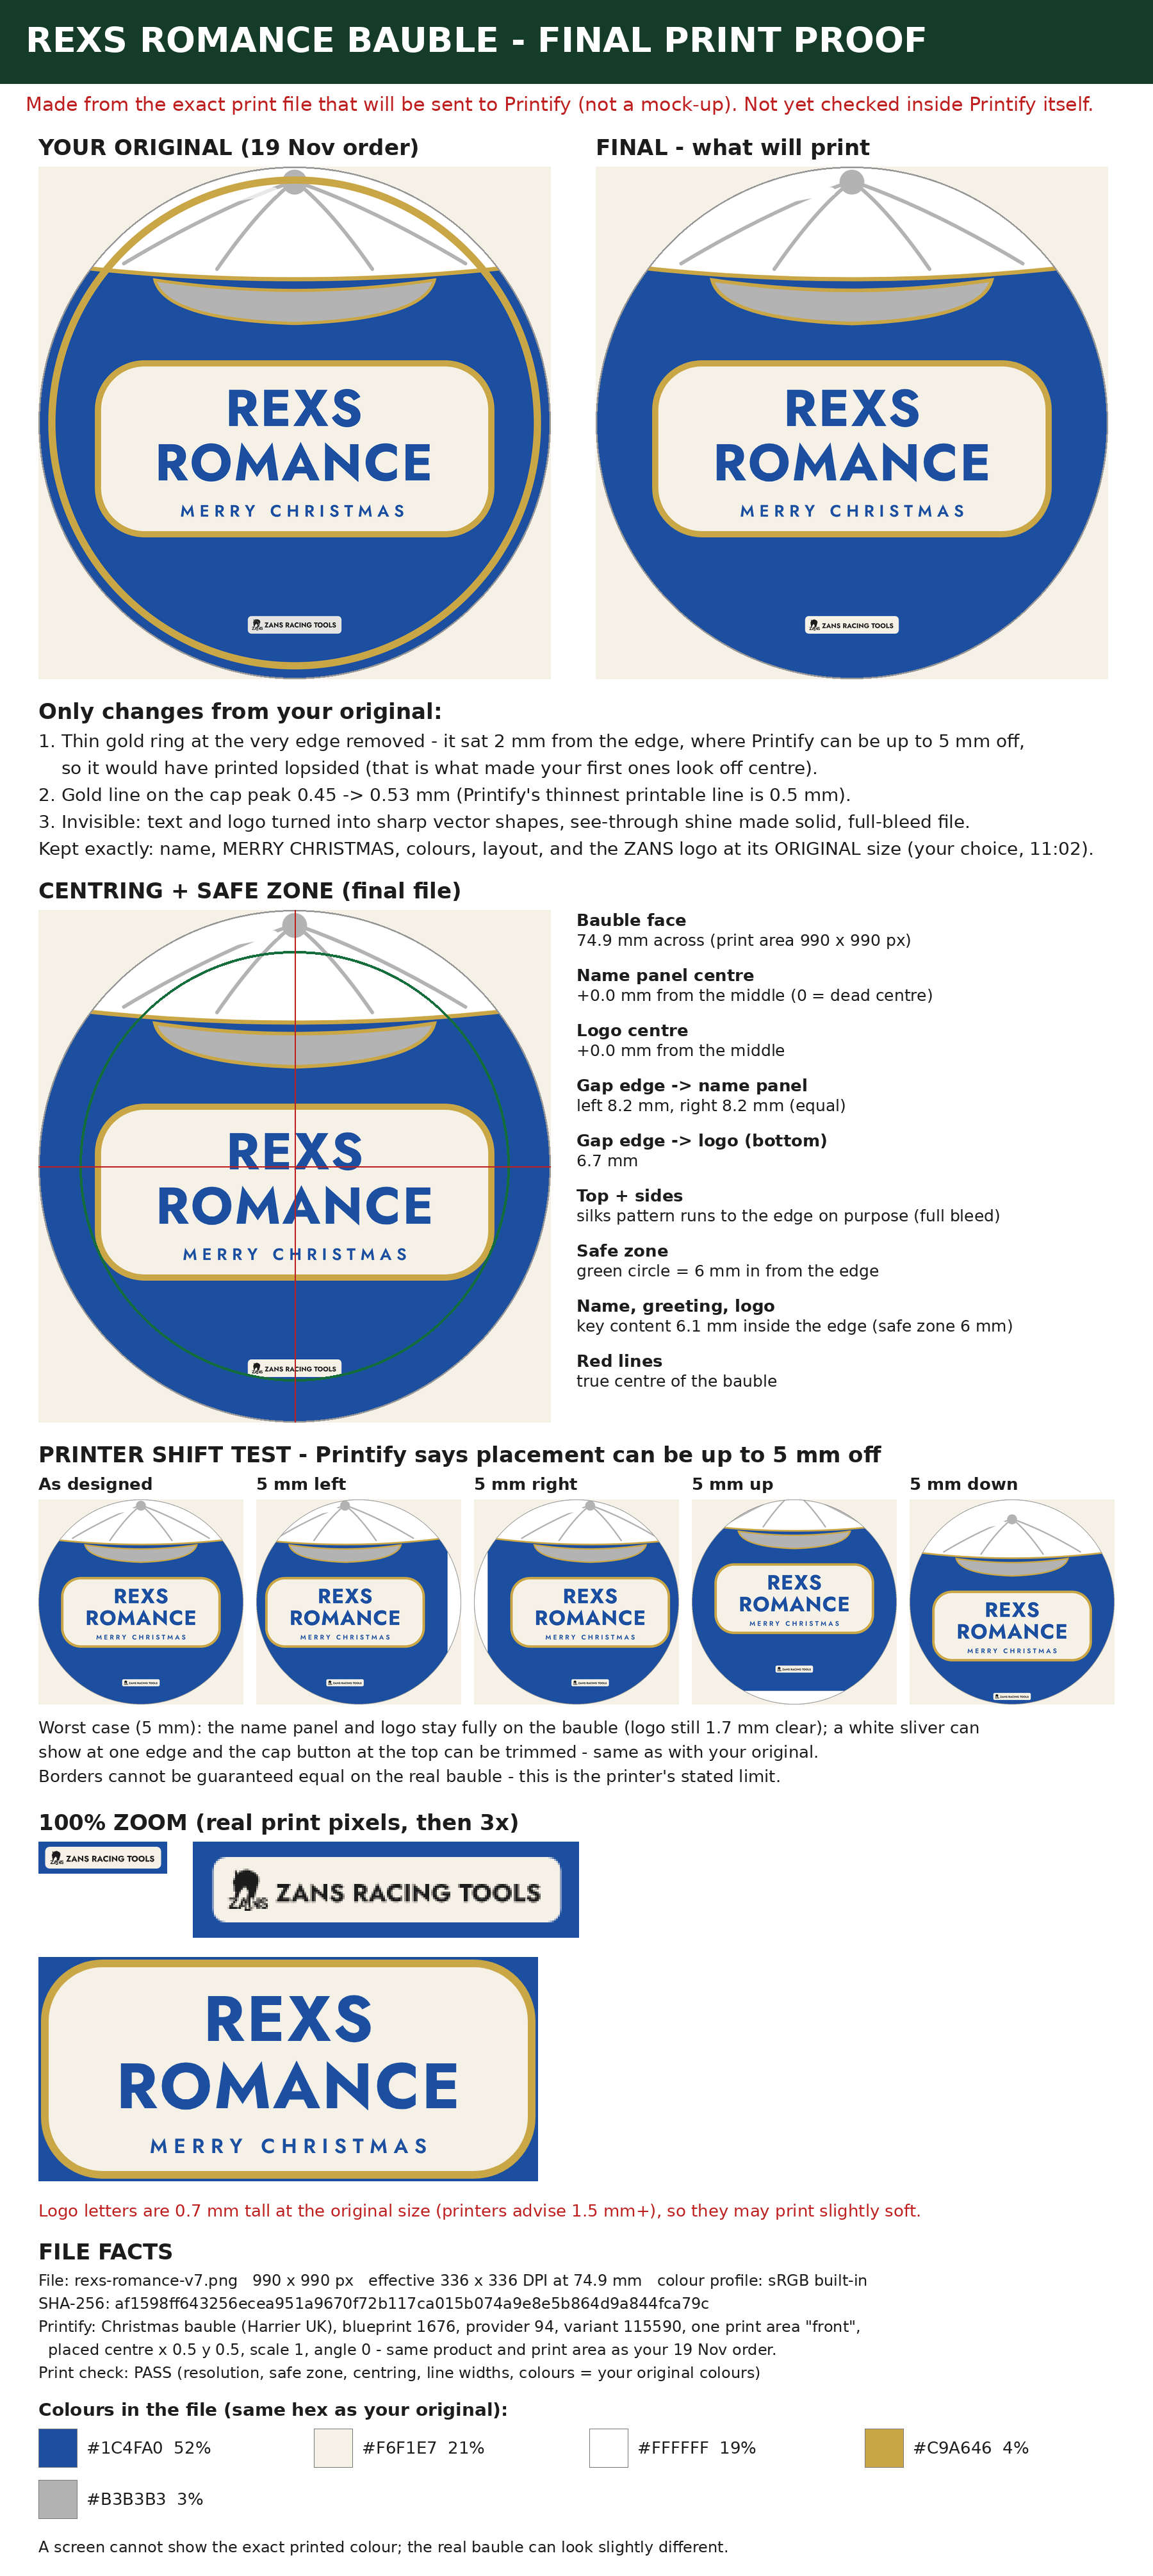 REXS ROMANCE BAUBLE - FINAL PRINT PROOF
Made from the exact print file that will be sent to Printify (not a mock-up). Not yet checked inside Printify itself.
YOUR ORIGINAL (19 Nov order)
FINAL - what will print
REXS
ROMANCE
MERRY CHRISTMAS
ZANS RACING TOOLS
REXS
ROMANCE
MERRY CHRISTMAS
ZANS RACING TOOLS
Only changes from your original:
1. Thin gold ring at the very edge removed - it sat 2 mm from the edge, where Printify can be up to 5 mm off,
so it would have printed lopsided (that is what made your first ones look off centre).
2. Gold line on the cap peak 0.45 -> 0.53 mm (Printify's thinnest printable line is 0.5 mm).
3. Invisible: text and logo turned into sharp vector shapes, see-through shine made solid, full-bleed file.
Kept exactly: name, MERRY CHRISTMAS, colours, layout, and the ZANS logo at its ORIGINAL size (your choice, 11:02).
CENTRING + SAFE ZONE (final file)
REXS
ROMANCE
MERRY CHRISTMAS
ZANS RACING TOOLS
Bauble face
74.9 mm across (print area 990 x 990 px)
Name panel centre
+0.0 mm from the middle (0 = dead centre)
Logo centre
+0.0 mm from the middle
Gap edge -> name panel
left 8.2 mm, right 8.2 mm (equal)
Gap edge -> logo (bottom)
6.7 mm
Top + sides
silks pattern runs to the edge on purpose (full bleed)
Safe zone
green circle = 6 mm in from the edge
Name, greeting, logo
key content 6.1 mm inside the edge (safe zone 6 mm)
Red lines
true centre of the bauble
PRINTER SHIFT TEST - Printify says placement can be up to 5 mm off
As designed
5 mm left
5 mm right
5 mm up
5 mm down
REXS
ROMANCE
MERRY CHRISTMAS
ZANS RACING TOOLS
REXS
ROMANCE
MERRY CHRISTMAS
ZANS RACING TOOLS
REXS
ROMANCE
MERRY CHRISTMAS
ZANS RACING TOOLS
REXS
ROMANCE
MERRY CHRISTMAS
ZANS RACING TOOLS
REXS
ROMANCE
MERRY CHRISTMAS
ZANS RACING TOOLS
Worst case (5 mm): the name panel and logo stay fully on the bauble (logo still 1.7 mm clear); a white sliver can
show at one edge and the cap button at the top can be trimmed - same as with your original.
Borders cannot be guaranteed equal on the real bauble - this is the printer's stated limit.
100% ZOOM (real print pixels, then 3x)
ZANS RACING TOOLS
ZANS
ZANS RACING TOOLS
REXS
ROMANCE
MERRY CHRISTMAS
Logo letters are 0.7 mm tall at the original size (printers advise 1.5 mm+), so they may print slightly soft.
FILE FACTS
File: rexs-romance-v7.png 990 x 990 px effective 336 x 336 DPI at 74.9 mm colour profile: sRGB built-in
SHA-256: af1598ff643256ecea951a9670f72b117ca015b074a9e8e5b864d9a844fca79c
Printify: Christmas bauble (Harrier UK), blueprint 1676, provider 94, variant 115590, one print area "front",
placed centre x 0.5 y 0.5, scale 1, angle 0 - same product and print area as your 19 Nov order.
Print check: PASS (resolution, safe zone, centring, line widths, colours = your original colours)
Colours in the file (same hex as your original):
#1C4FA0 52%
#F6F1E7 21%
#FFFFFF 19%
#C9A646 4%
#B3B3B3 3%
A screen cannot show the exact printed colour; the real bauble can look slightly different.